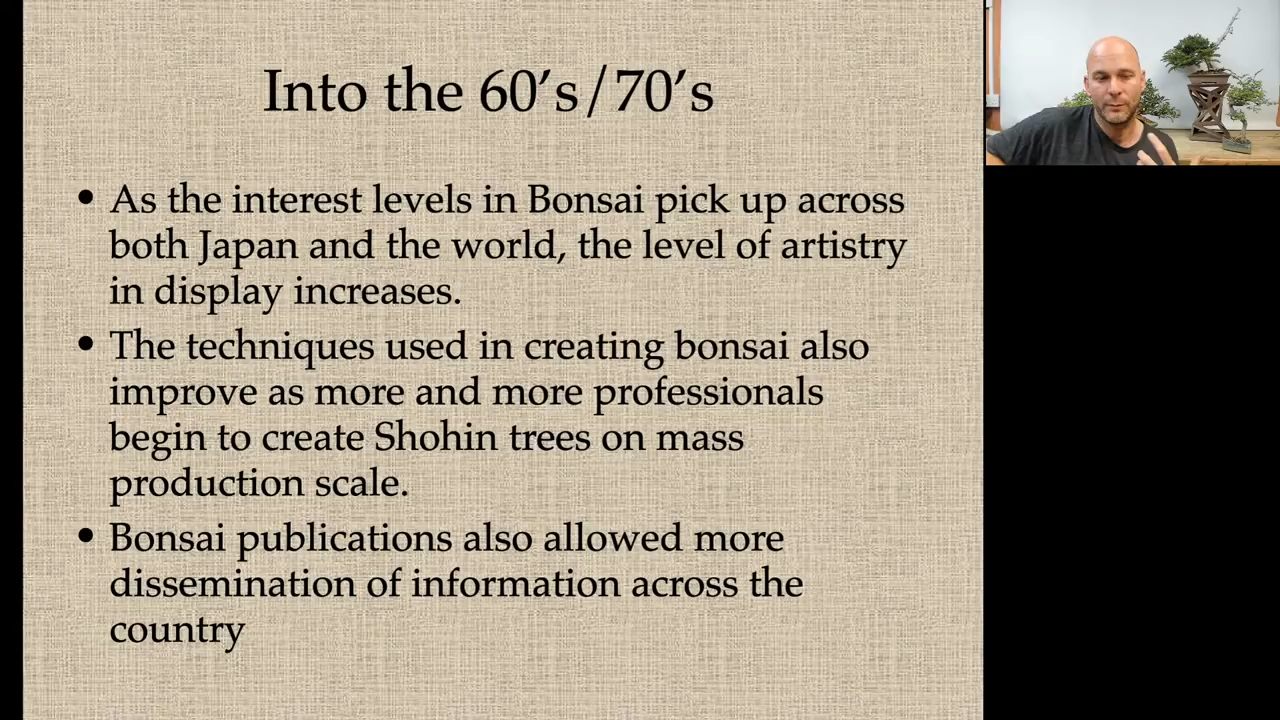 Into the 60’s/70’s
• As the interest levels in Bonsai pick up across
both Japan and the world, the level of artistry
in display increases.
• The techniques used in creating bonsai also
improve as more and more professionals
begin to create Shohin trees on mass
production scale.
• Bonsai publications also allowed more
dissemination of information across the
country